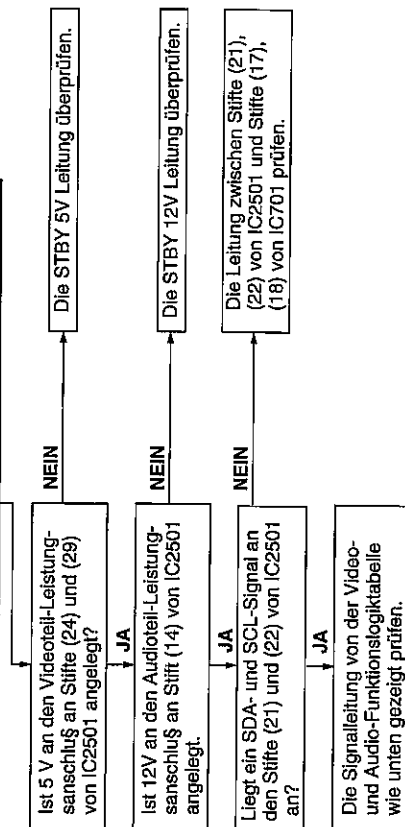 Ist 5 V an den Videoteil-Leistung-
sanschluß an Stifte (24) und (29)
von IC2501 angelegt?
NEIN
Die STBY 5V Leitung überprüfen.
JA
Ist 12V an den Audioteil-Leistung-
sanschluß an Stift (14) von IC2501
angelegt.
NEIN
Die STBY 12V Leitung überprüfen.
JA
Liegt ein SDA- und SCL-Signal an
den Stifte (21) und (22) von IC2501
an?
NEIN
Die Leitung zwischen Stifte (21),
(22) von IC2501 und Stifte (17),
(18) von IC701 prüfen.
JA
Die Signalleitung von der Video-
und Audio-Funktionslogiktabelle
wie unten gezeigt prüfen.